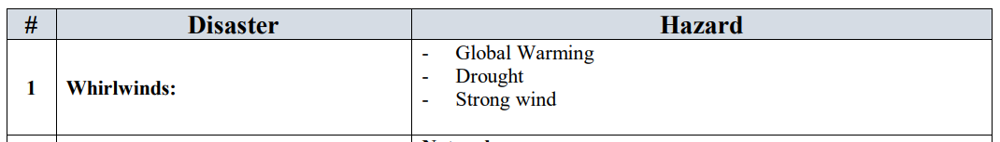 # Disaster Hazard
- Global Warming
- Drought
1 Whirlwinds:
- Strong wind